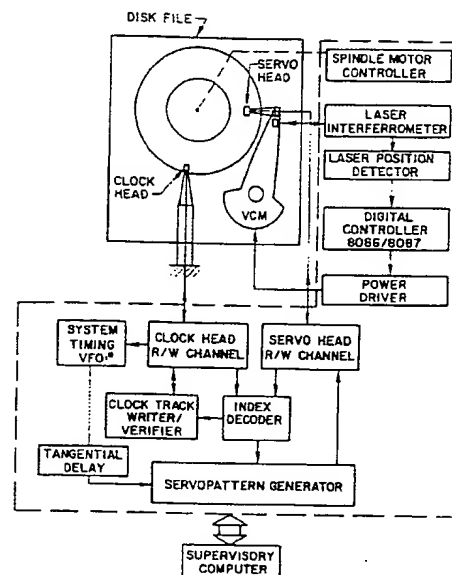 DISK FILE
SERVO
HEAD
CLOCK
HEAD
VCM
SPINDLE MOTOR
CONTROLLER
LASER
INTERFERROMETER
LASER POSITION
DETECTOR
DIGITAL
CONTROLLER
8086/8087
POWER
DRIVER
SYSTEM
TIMING
VFO'*
CLOCK HEAD
R/W CHANNEL
SERVO HEAD
R/W CHANNEL
CLOCK TRACK
WRITER/
VERIFIER
INDEX
DECODER
TANGENTIAL
DELAY
SERVOPATTERN GENERATOR
SUPERVISORY
COMPUTER